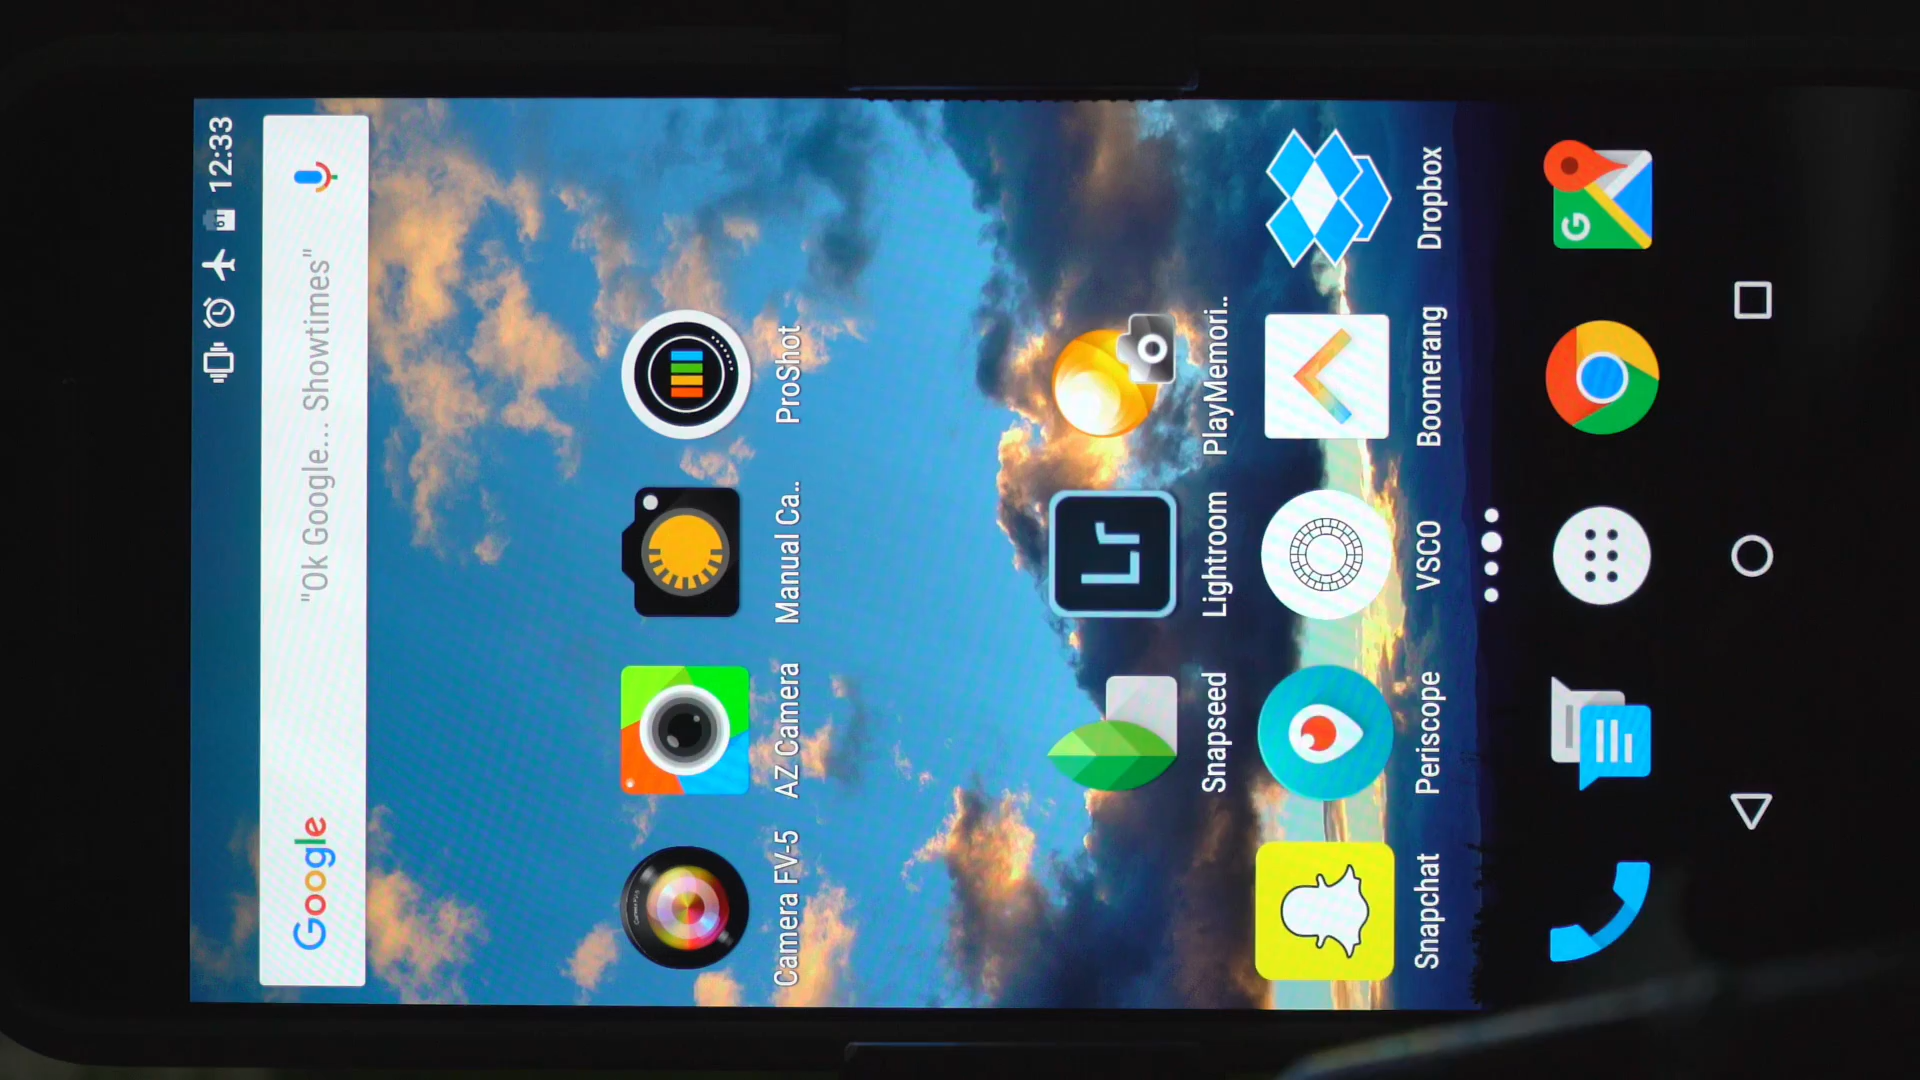 12:33
Google "Ok Google... Showtimes"
Camera FV-5 AZ Camera Manual Ca.. ProShot
Lr
Snapseed Lightroom PlayMemori..
Snapchat Periscope VSCO Boomerang Dropbox
G